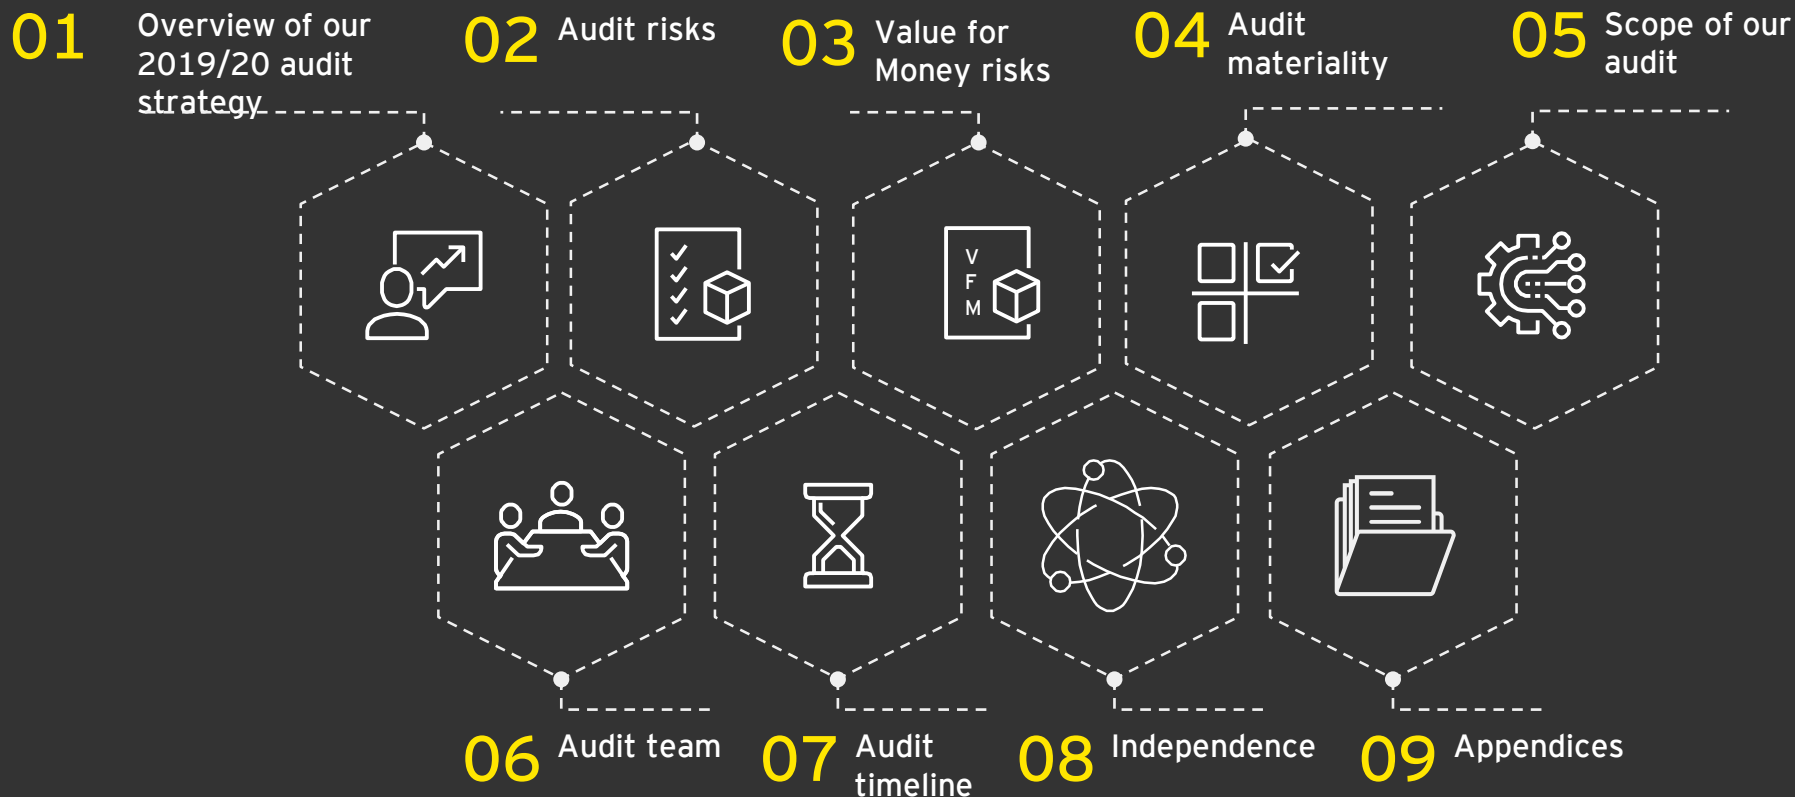 01
Overview of our
2019/20 audit
strategy
02
Audit risks
03
Value for
Money risks
04
Audit
materiality
05
Scope of our
audit
V
F
M
06
Audit team
07
Audit
timeline
08
Independence
09
Appendices